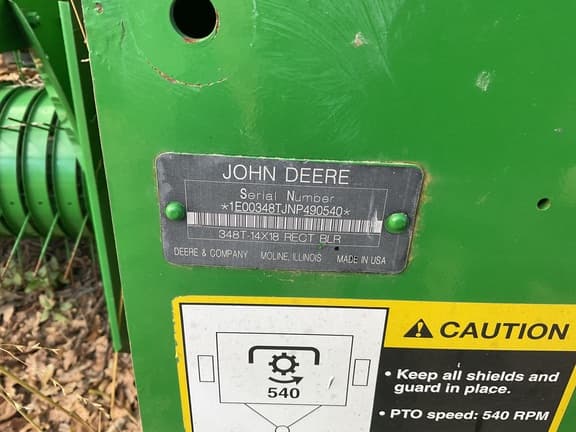 JOHN DEERE
Serial Number
*1E00348TJNP490540*
348T-14X18 RECT BLR
DEERE & COMPANY MOLINE, ILLINOIS MADE IN USA
540
CAUTION
• Keep all shields and
guard in place.
• PTO speed: 540 RPM